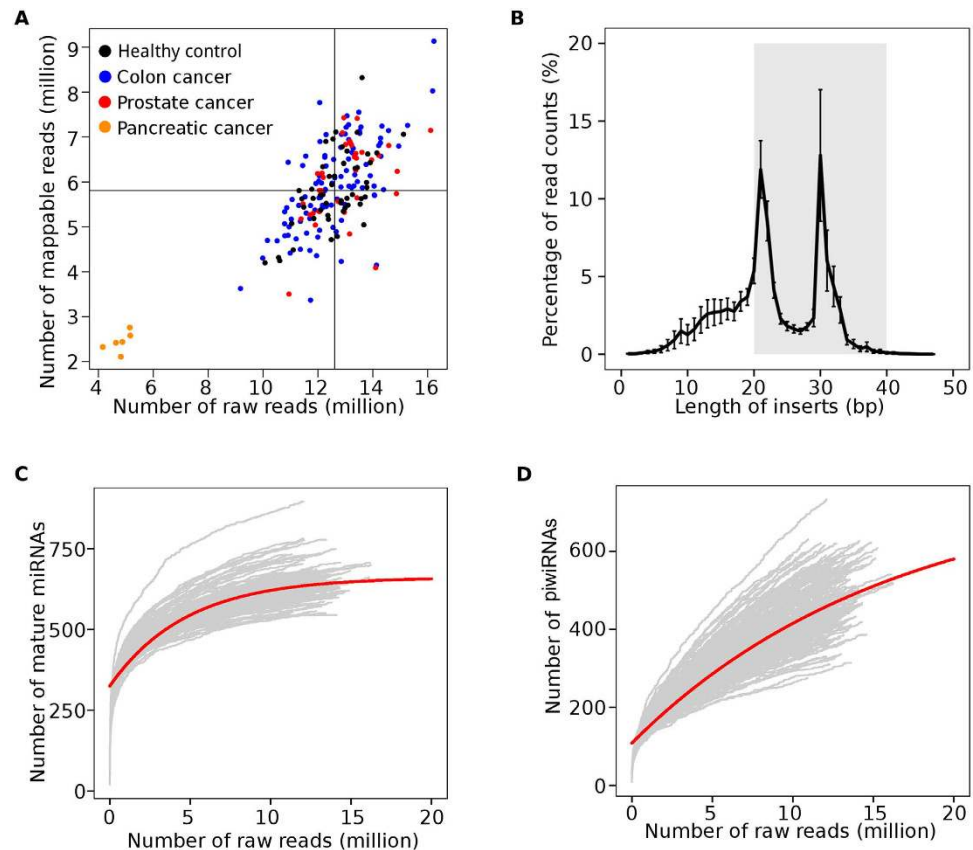 A
Number of mappable reads (million)
9
8
7
6
5
4
3
2
Healthy control
Colon cancer
Prostate cancer
Pancreatic cancer
4 6 8 10 12 14 16
Number of raw reads (million)
B
Percentage of read counts (%)
20
15
10
5
0
0 10 20 30 40 50
Length of inserts (bp)
C
Number of mature miRNAs
750
500
250
0
0 5 10 15 20
Number of raw reads (million)
D
Number of piwiRNAs
600
400
200
0
0 5 10 15 20
Number of raw reads (million)